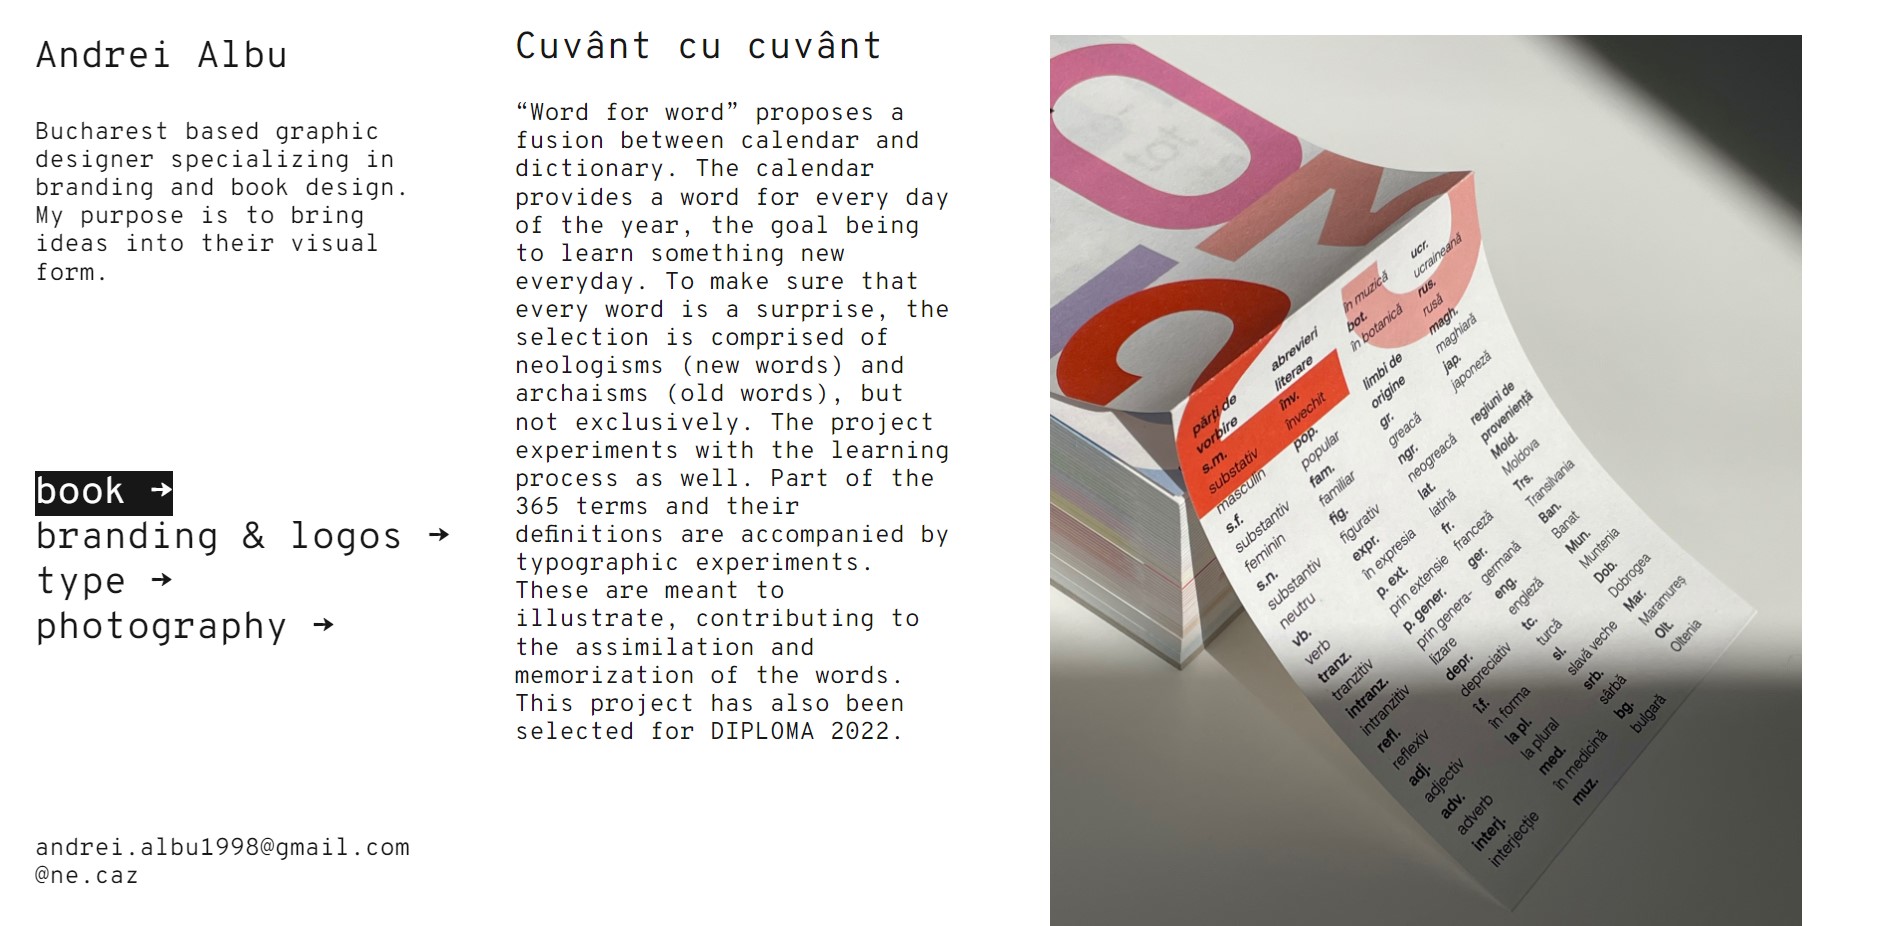 Andrei Albu
Bucharest based graphic
designer specializing in
branding and book design.
My purpose is to bring
ideas into their visual
form.
book →
branding & logos →
type →
photography →
andrei.albu1998@gmail.com
@ne.caz
Cuvânt cu cuvânt
“Word for word” proposes a
fusion between calendar and
dictionary. The calendar
provides a word for every day
of the year, the goal being
to learn something new
everyday. To make sure that
every word is a surprise, the
selection is comprised of
neologisms (new words) and
archaisms (old words), but
not exclusively. The project
experiments with the learning
process as well. Part of the
365 terms and their
definitions are accompanied by
typographic experiments.
These are meant to
illustrate, contributing to
the assimilation and
memorization of the words.
This project has also been
selected for DIPLOMA 2022.
părți de
vorbire
s.m.
substativ
masculin
s.f.
substantiv
feminin
s.n.
substantiv
neutru
vb.
verb
tranz.
tranzitiv
intranz.
intranzitiv
refl.
reflexiv
adj.
adjectiv
adv.
adverb
interj.
interjecție
abrevieri
literare
înv.
învechit
pop.
popular
fam.
familiar
fig.
figurativ
expr.
în expresia
p. ext.
prin extensie
p. gener.
prin genera-
lizare
depr.
depreciativ
î.f.
în forma
la pl.
la plural
med.
în medicină
muz.
în muzică
bot.
în botanică
limbi de
origine
gr.
greacă
ngr.
neogreacă
lat.
latină
fr.
franceză
ger.
germană
eng.
engleză
tc.
turcă
sl.
slavă veche
srb.
sârbă
bg.
bulgară
ucr.
ucraineană
rus.
rusă
magh.
maghiară
jap.
japoneză
regiuni de
proveniență
Mold.
Moldova
Trs.
Transilvania
Ban.
Banat
Mun.
Muntenia
Dob.
Dobrogea
Mar.
Maramureș
Olt.
Oltenia